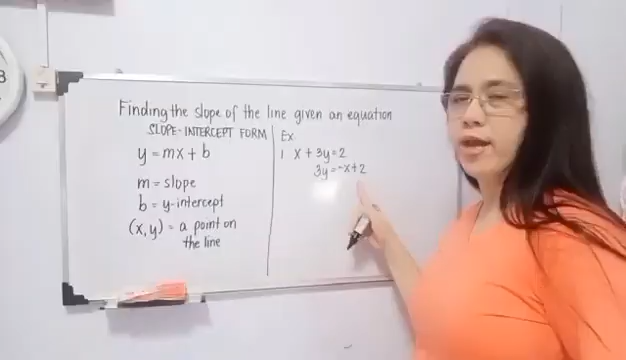 Finding the slope of the line given an equation
SLOPE-INTERCEPT FORM
y = mx + b
m = slope
b = y-intercept
(x, y) = a point on
the line
Ex.
1 x + 3y = 2
3y = -x + 2